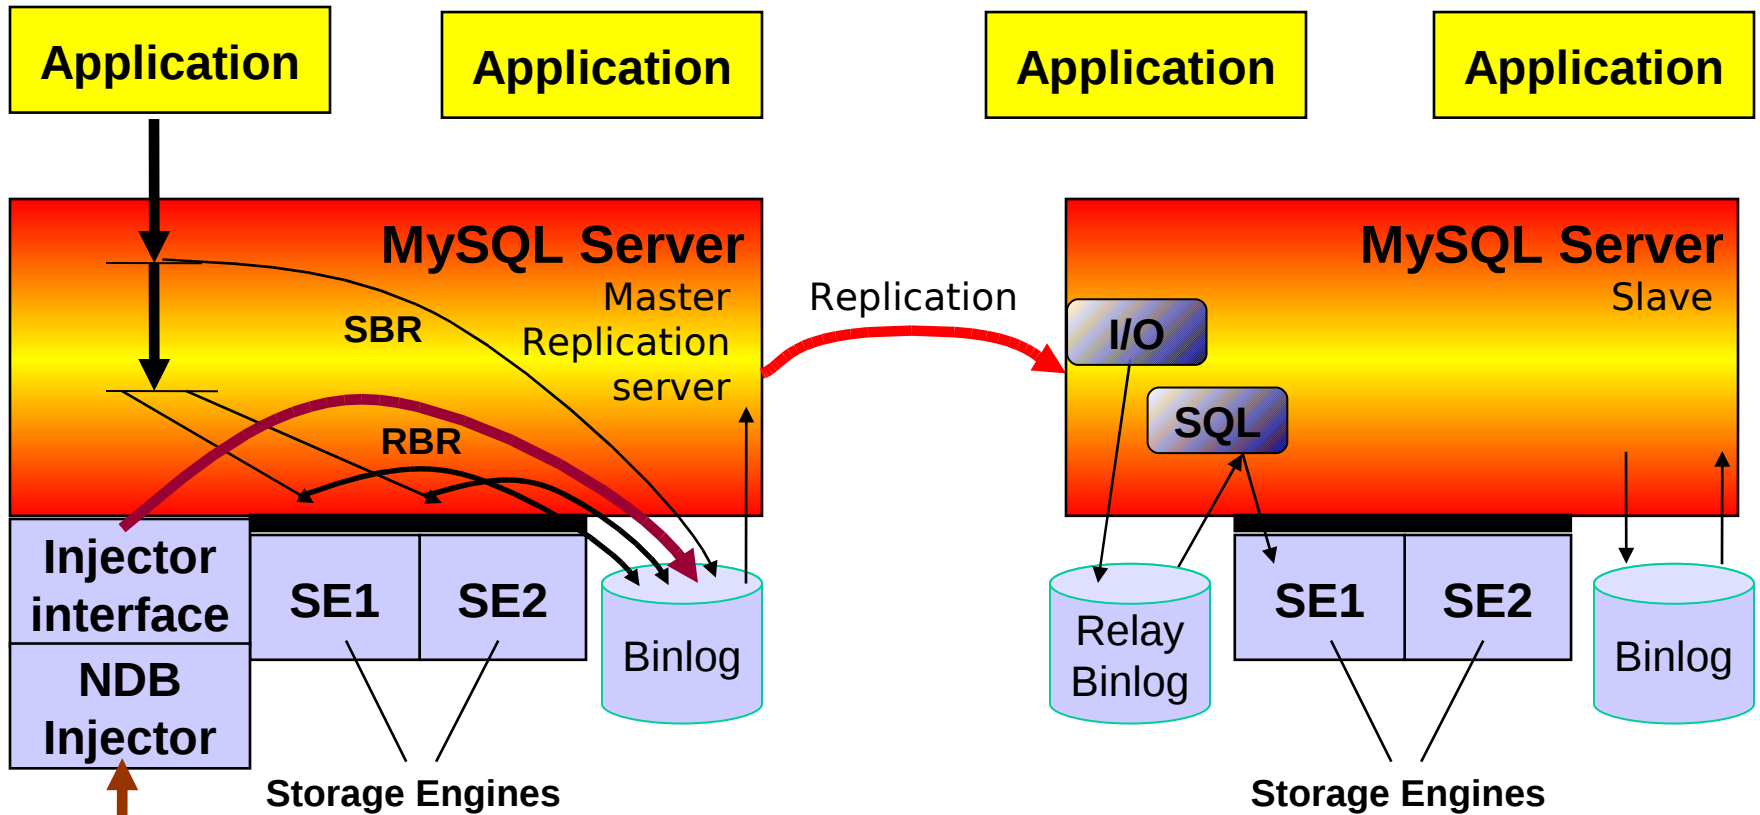 Application
Application
Application
Application
MySQL Server
Master
Replication
server
SBR
RBR
Replication
MySQL Server
Slave
I/O
SQL
Injector
interface
NDB
Injector
SE1
SE2
Binlog
Storage Engines
Relay
Binlog
SE1
SE2
Binlog
Storage Engines